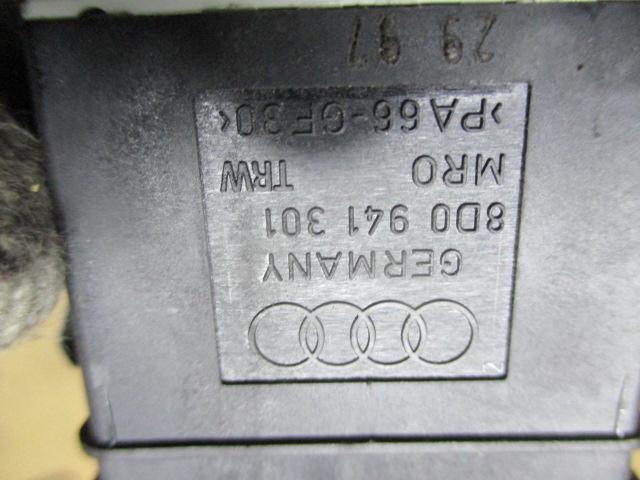 GERMANY
8D0 941 301
MRO TRW
>PA66-GF30<
29 97